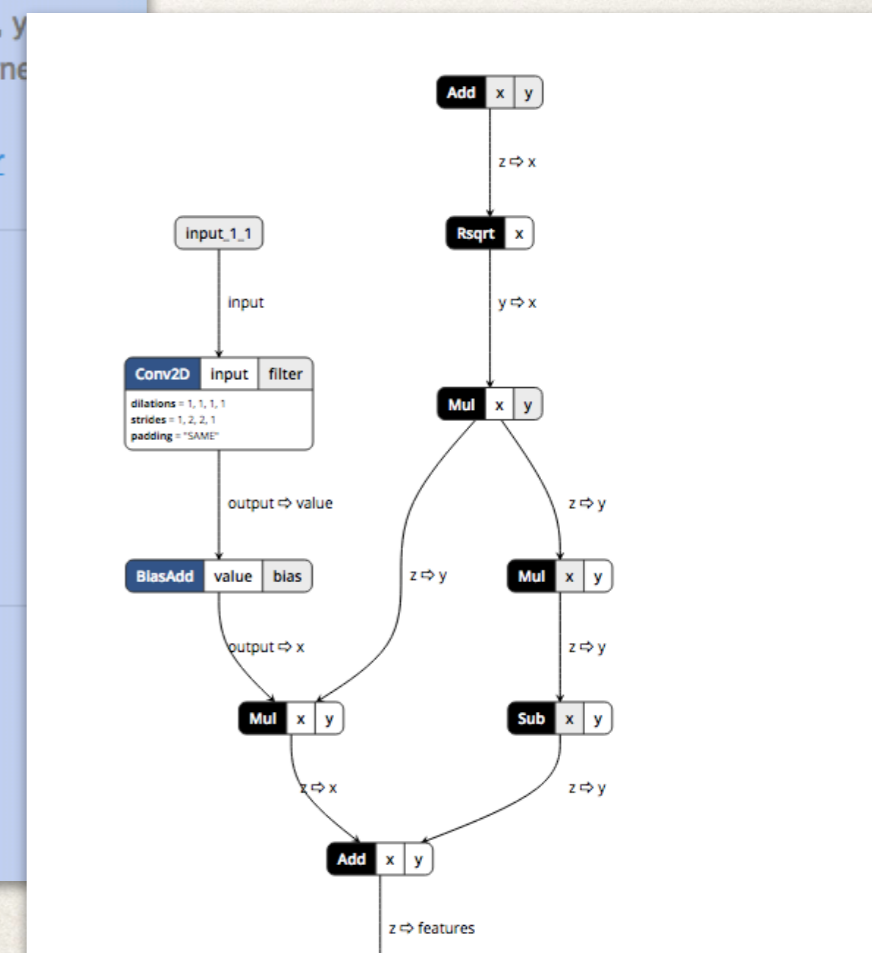 , y
ne
Add x y
z ⇨ x
input_1_1
Rsqrt x
input
y ⇨ x
Conv2D input filter
dilations = 1, 1, 1, 1
strides = 1, 2, 2, 1
padding = "SAME"
Mul x y
output ⇨ value
z ⇨ y
BiasAdd value bias
z ⇨ y
Mul x y
output ⇨ x
z ⇨ y
Mul x y
Sub x y
z ⇨ x
z ⇨ y
Add x y
z ⇨ features